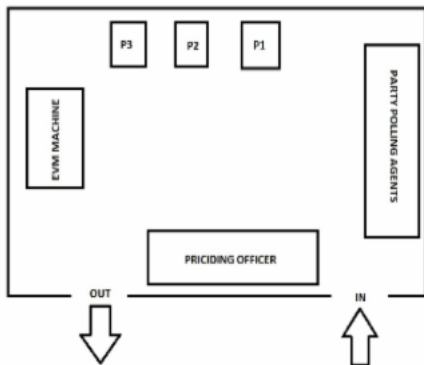 P3
P2
P1
EVM MACHINE
PARTY POLLING AGENTS
PRICIDING OFFICER
OUT
IN